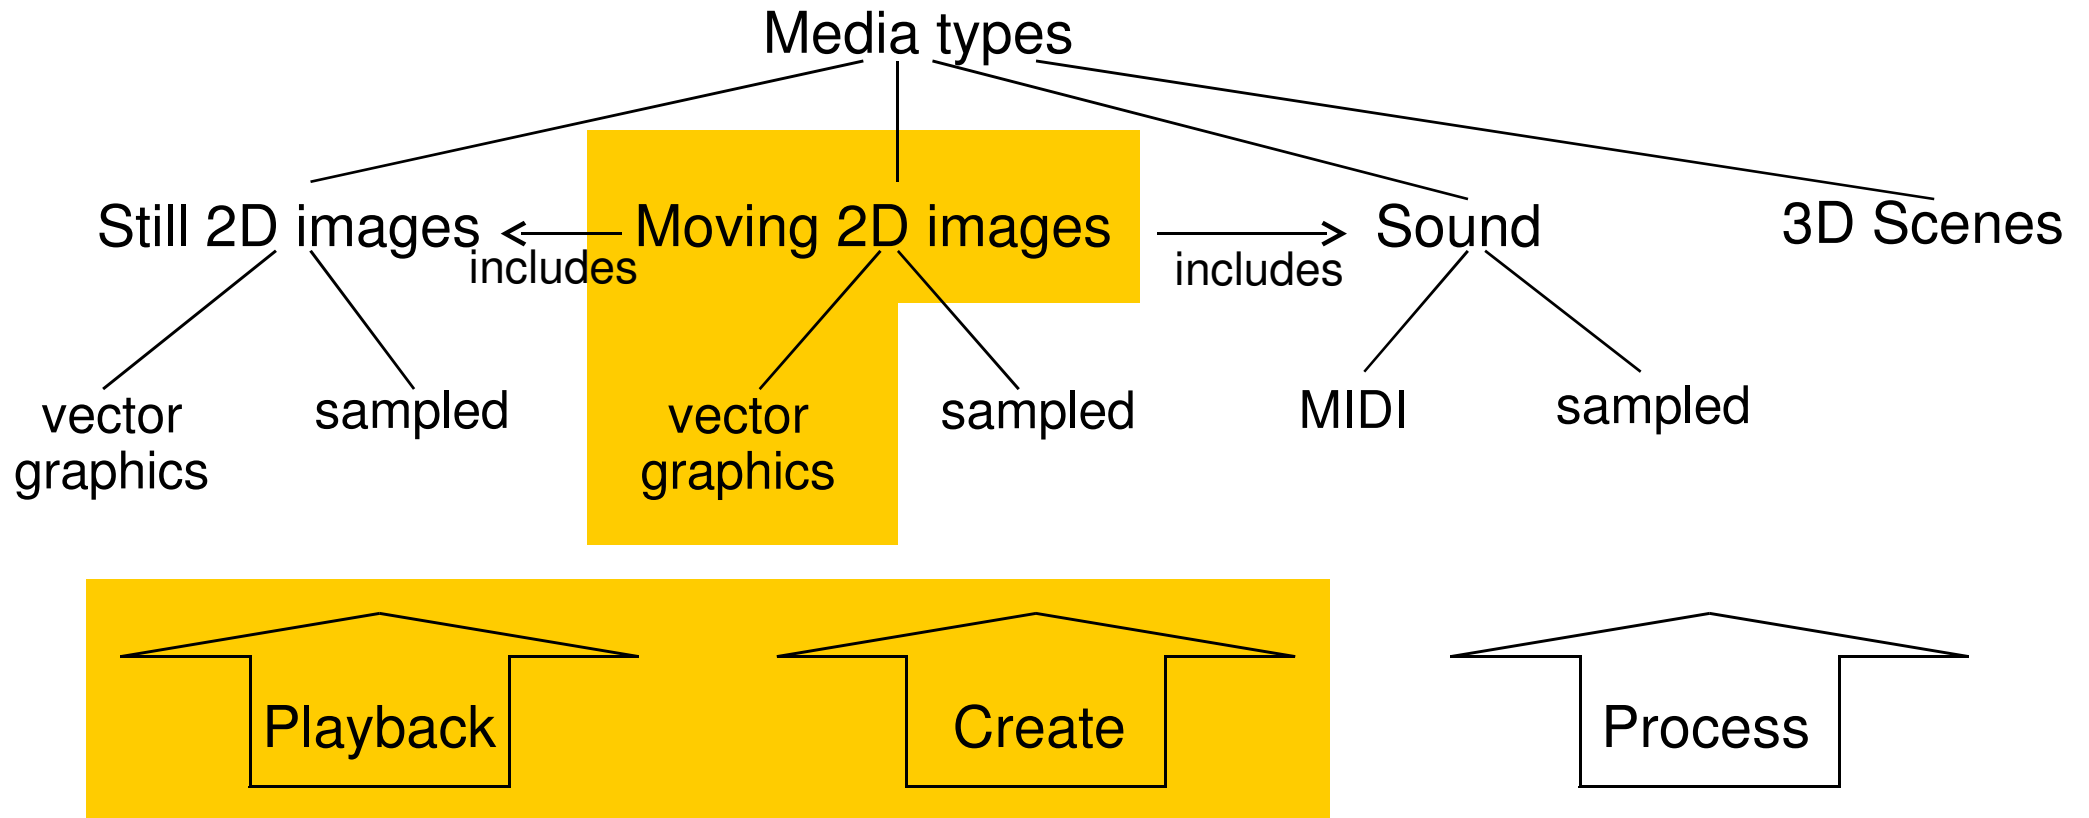 Media types
Still 2D images
includes
Moving 2D images
includes
Sound
3D Scenes
vector
graphics
sampled
vector
graphics
sampled
MIDI
sampled
Playback
Create
Process